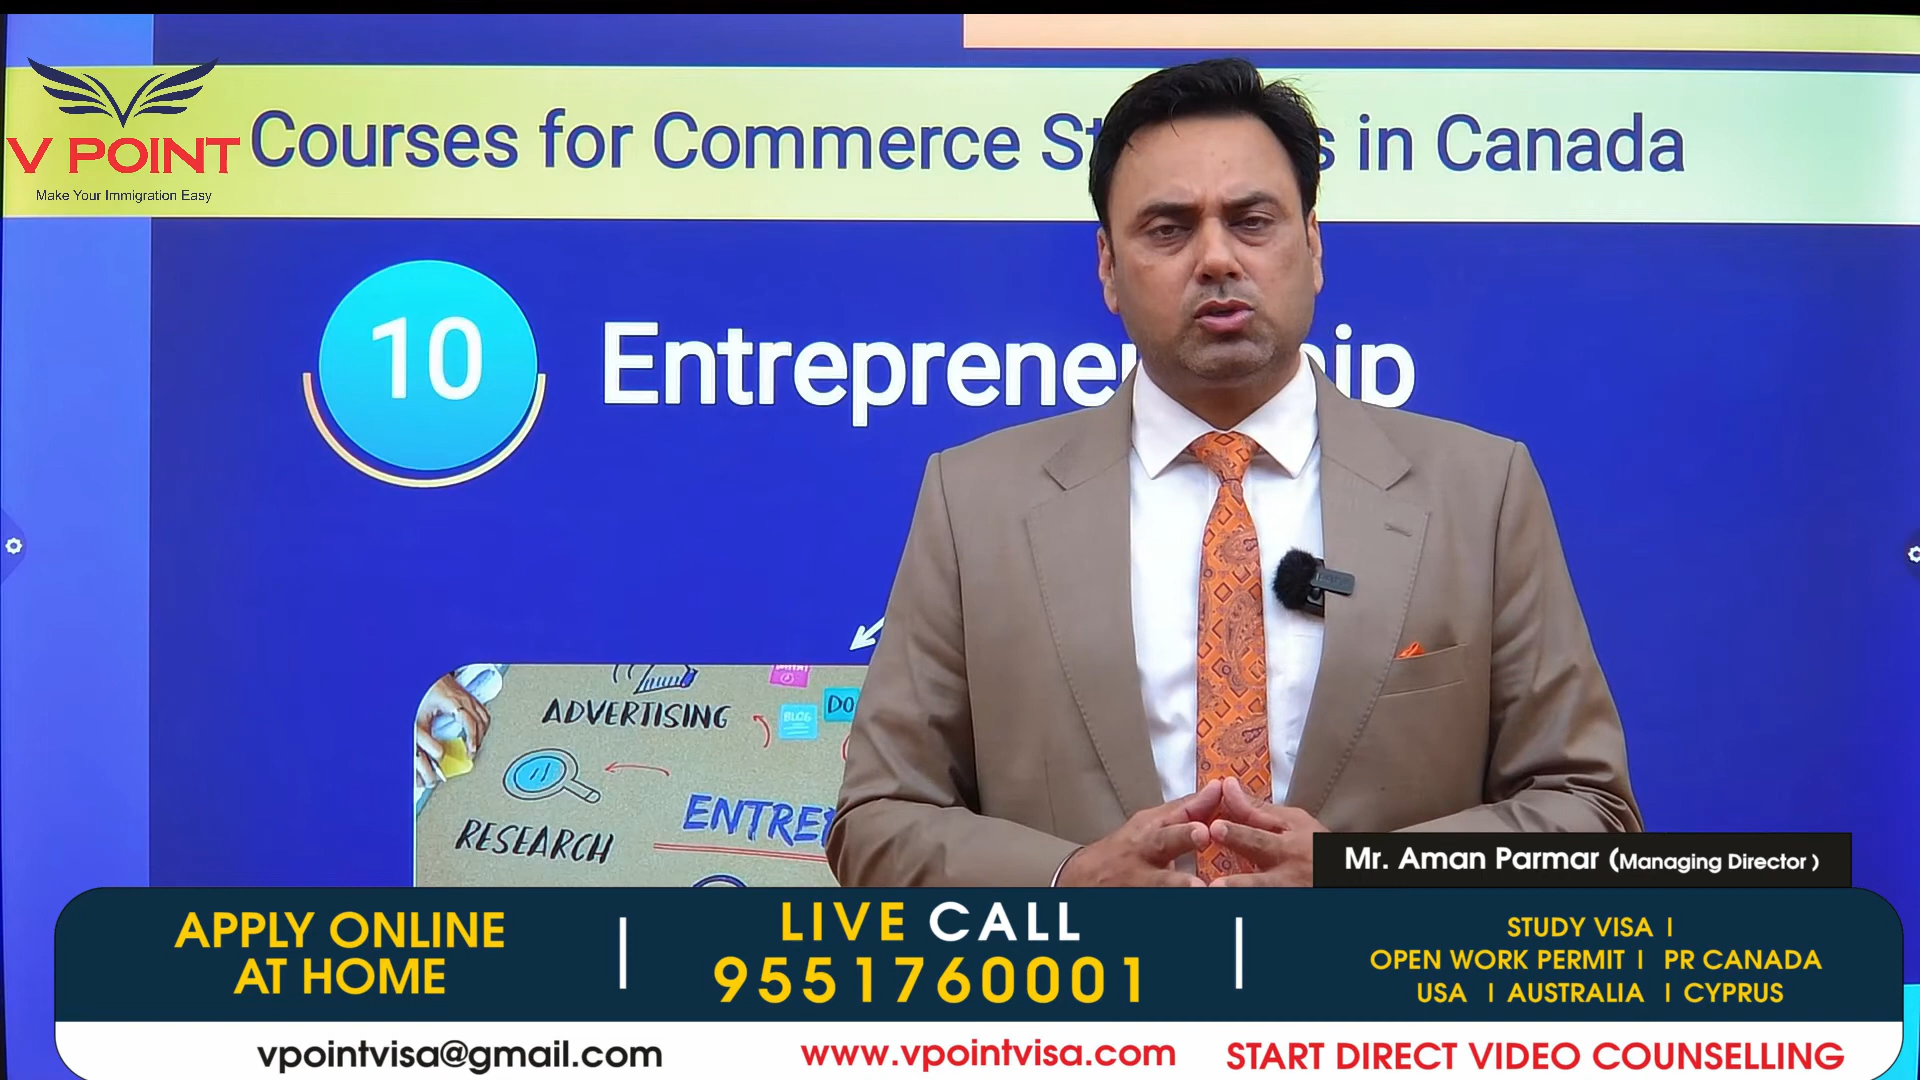 V POINT
Make Your Immigration Easy
Courses for Commerce St s in Canada
10
Entreprene ip
ADVERTISING
BLOG
DO
RESEARCH
ENTRE
Mr. Aman Parmar (Managing Director )
APPLY ONLINE
AT HOME
LIVE CALL
9551760001
STUDY VISA I
OPEN WORK PERMIT I PR CANADA
USA I AUSTRALIA I CYPRUS
vpointvisa@gmail.com
www.vpointvisa.com
START DIRECT VIDEO COUNSELLING